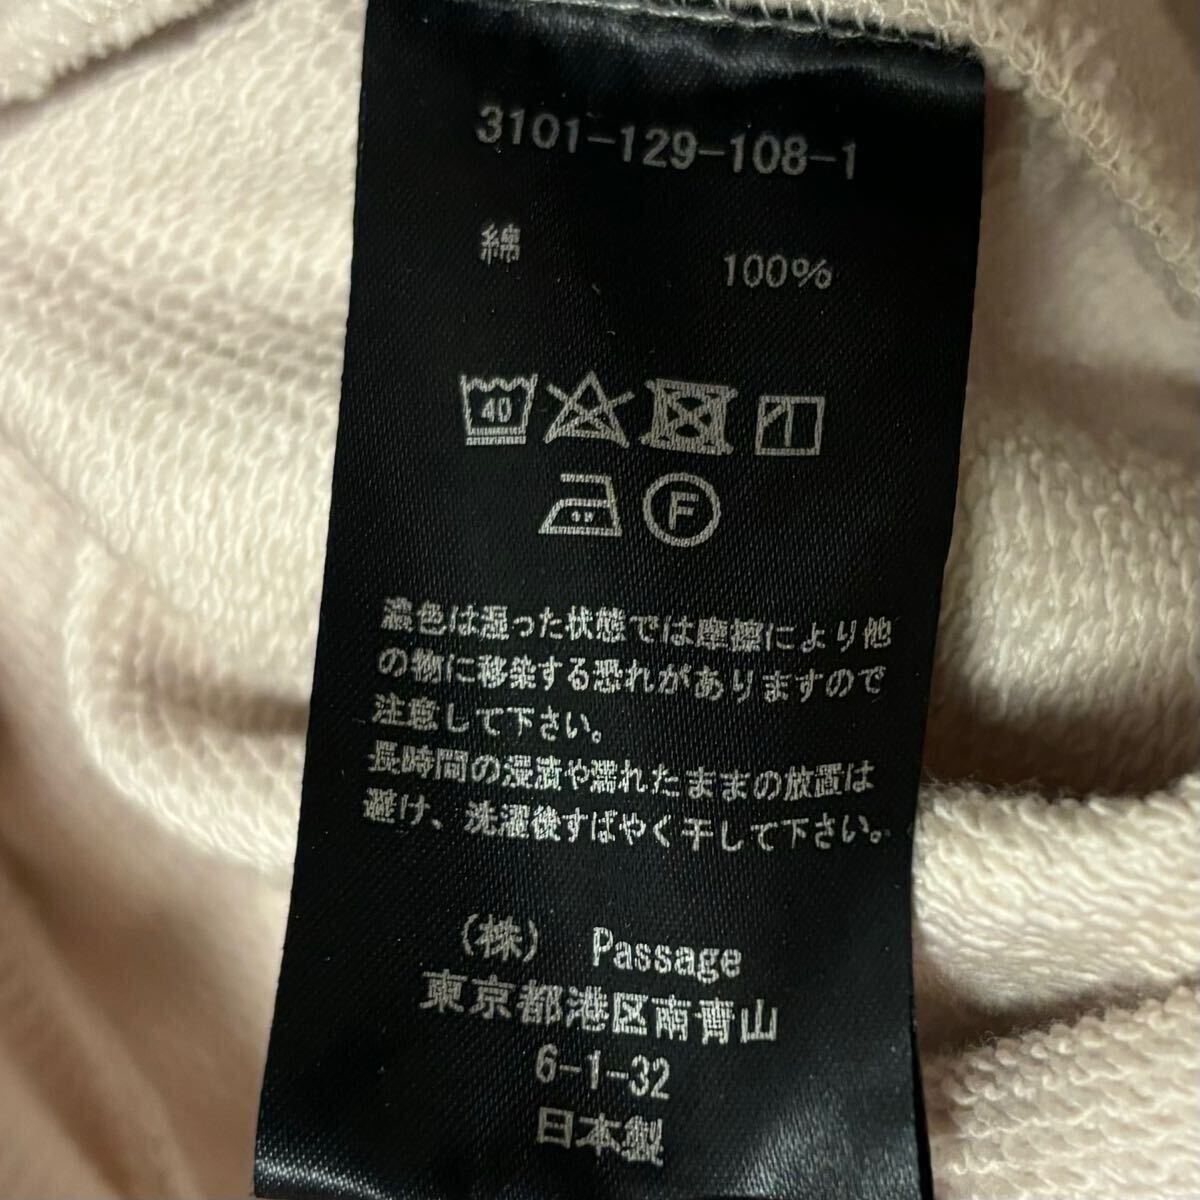 3101-129-108-1
綿 100%
40
F
濃色は湿った状態では摩擦により他
の物に移染する恐れがありますので
注意して下さい。
長時間の浸漬や濡れたままの放置は
避け、洗濯後すばやく干して下さい。
(株) Passage
東京都港区南青山
6-1-32
日本製